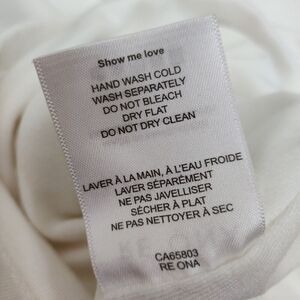 Show me love
HAND WASH COLD
WASH SEPARATELY
DO NOT BLEACH
DRY FLAT
DO NOT DRY CLEAN
LAVER À LA MAIN, À L'EAU FROIDE
LAVER SÉPARÉMENT
NE PAS JAVELLISER
SÉCHER À PLAT
NE PAS NETTOYER À SEC
CA65803
RE ONA